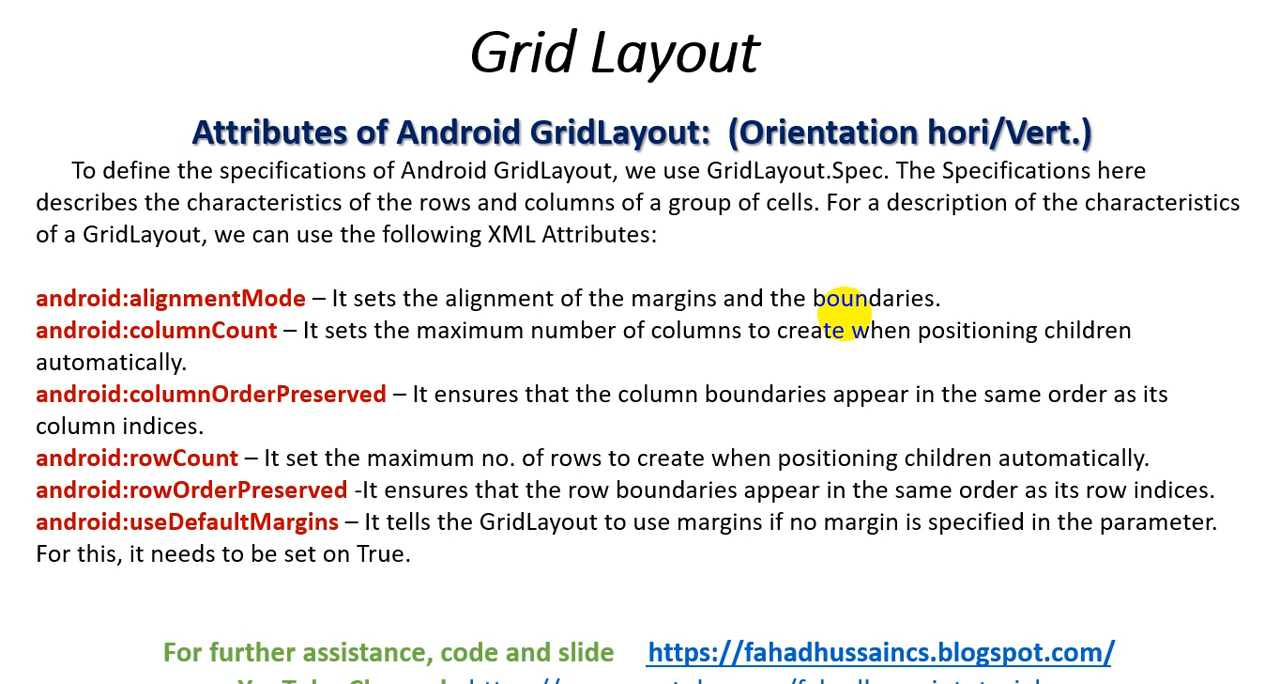 Grid Layout
Attributes of Android GridLayout:  (Orientation hori/Vert.)
To define the specifications of Android GridLayout, we use GridLayout.Spec. The Specifications here
describes the characteristics of the rows and columns of a group of cells. For a description of the characteristics
of a GridLayout, we can use the following XML Attributes:
android:alignmentMode – It sets the alignment of the margins and the boundaries.
android:columnCount – It sets the maximum number of columns to create when positioning children
automatically.
android:columnOrderPreserved – It ensures that the column boundaries appear in the same order as its
column indices.
android:rowCount – It set the maximum no. of rows to create when positioning children automatically.
android:rowOrderPreserved -It ensures that the row boundaries appear in the same order as its row indices.
android:useDefaultMargins – It tells the GridLayout to use margins if no margin is specified in the parameter.
For this, it needs to be set on True.
For further assistance, code and slide https://fahadhussaincs.blogspot.com/